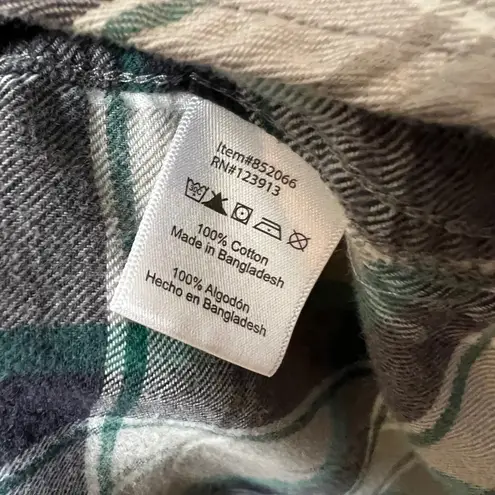 Item#852066
RN#123913
100% Cotton
Made in Bangladesh
100% Algodón
Hecho en Bangladesh